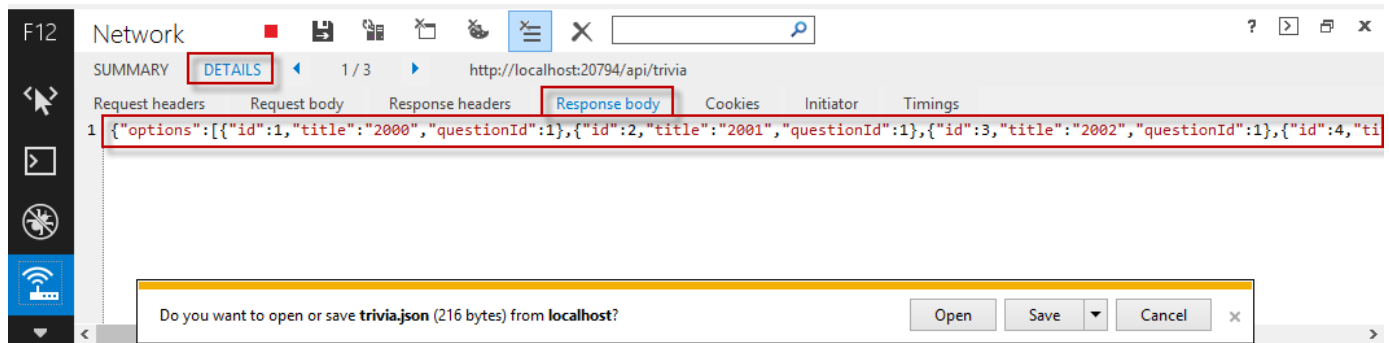 F12 Network ?
SUMMARY DETAILS 1 / 3 http://localhost:20794/api/trivia
Request headers Request body Response headers Response body Cookies Initiator Timings
1 {"options":[{"id":1,"title":"2000","questionId":1},{"id":2,"title":"2001","questionId":1},{"id":3,"title":"2002","questionId":1},{"id":4,"ti
Do you want to open or save trivia.json (216 bytes) from localhost? Open Save Cancel